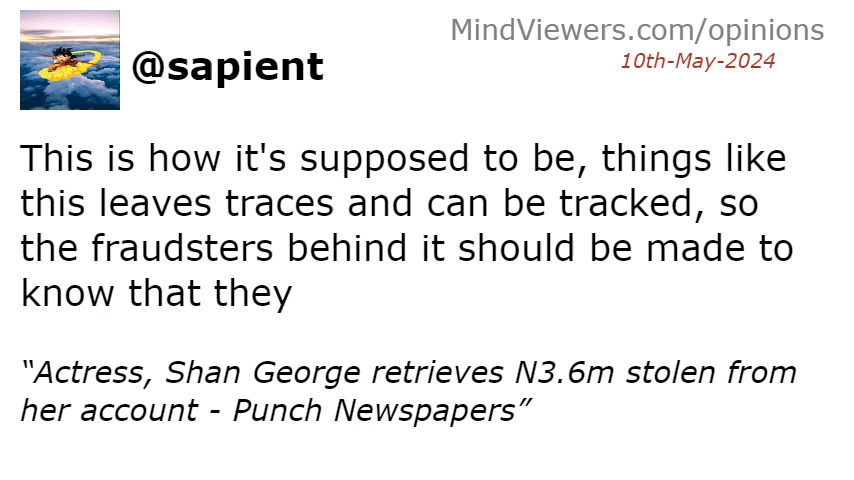 MindViewers.com/opinions
10th-May-2024
@sapient
This is how it's supposed to be, things like
this leaves traces and can be tracked, so
the fraudsters behind it should be made to
know that they
“Actress, Shan George retrieves N3.6m stolen from
her account - Punch Newspapers”